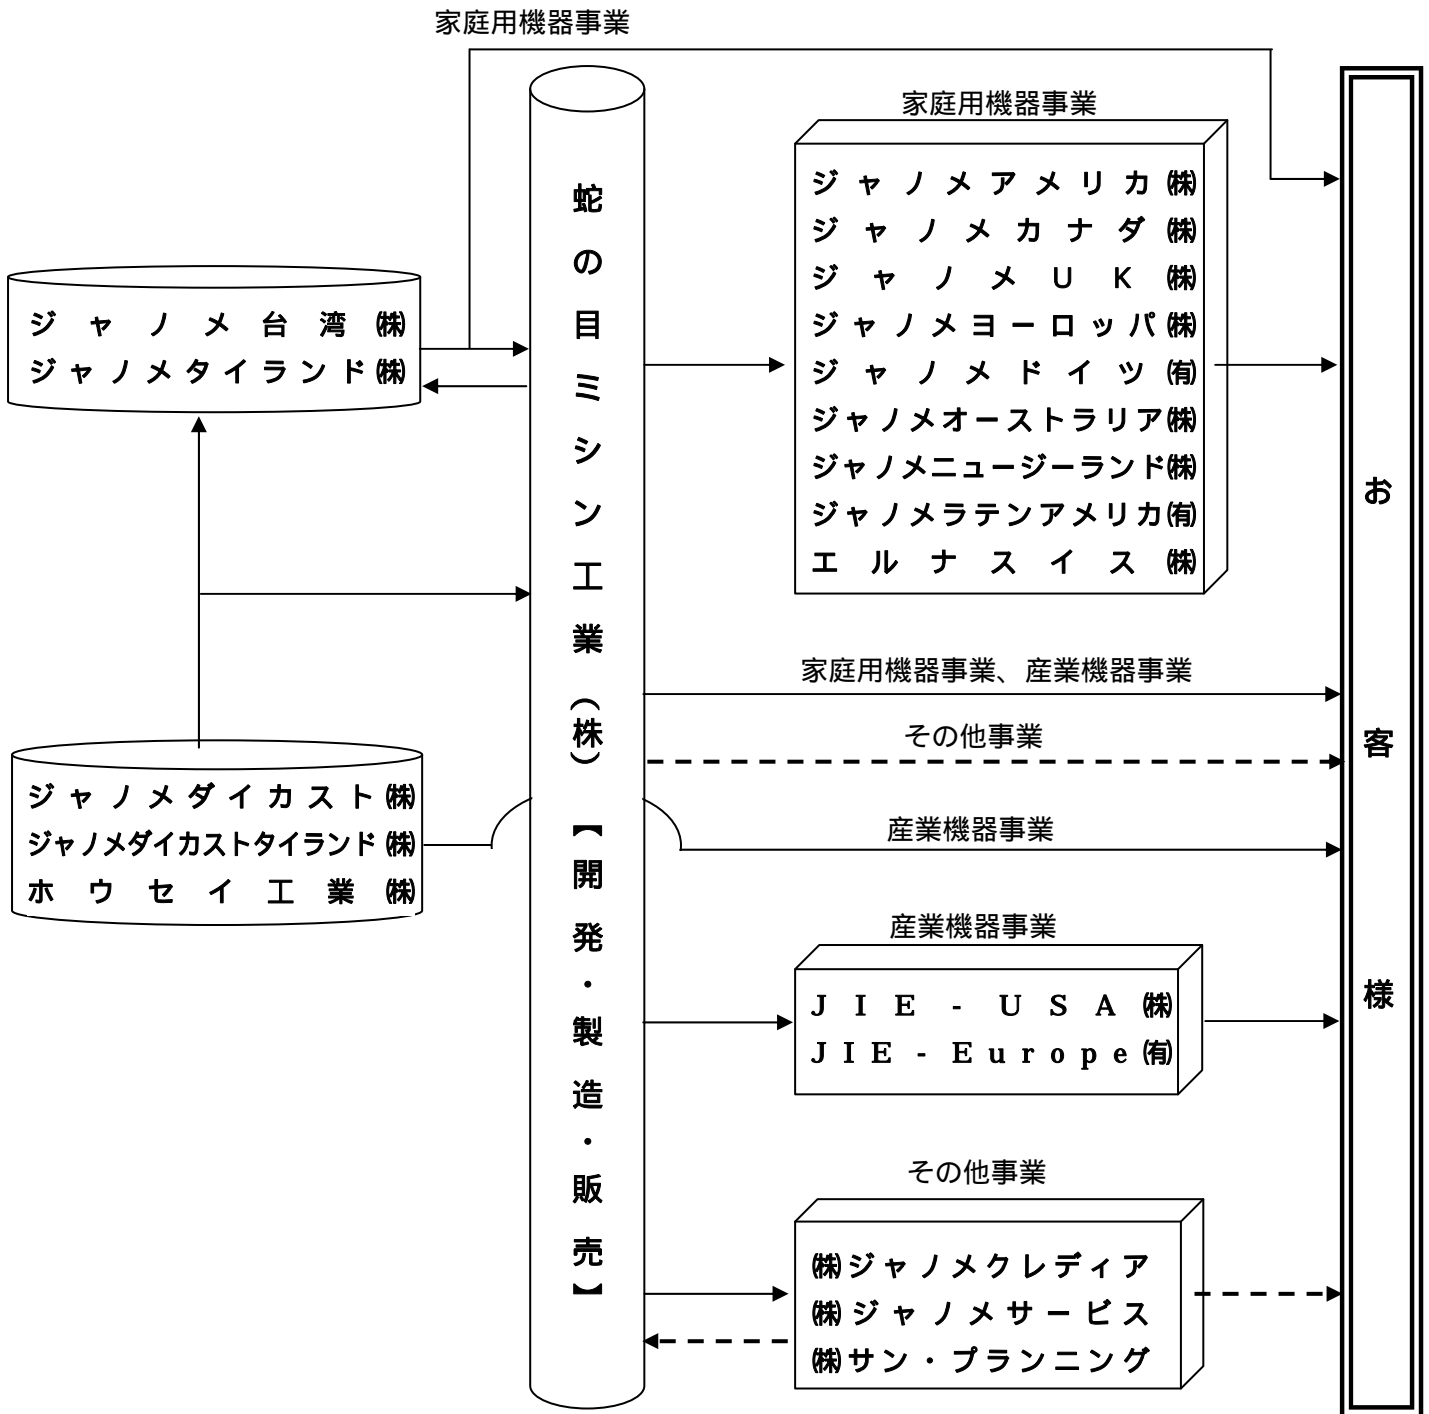 家庭用機器事業
家庭用機器事業
ジャノメアメリカ㈱
ジャノメカナダ㈱
ジャノメUK㈱
ジャノメヨーロッパ㈱
ジャノメドイツ㈲
ジャノメオーストラリア㈱
ジャノメニュージーランド㈱
ジャノメラテンアメリカ㈲
エルナスイス㈱
ジャノメ台湾㈱
ジャノメタイランド㈱
蛇の目ミシン工業(株)【開発・製造・販売】
お客様
家庭用機器事業、産業機器事業
その他事業
ジャノメダイカスト㈱
ジャノメダイカストタイランド㈱
ホウセイ工業㈱
産業機器事業
産業機器事業
JIE-USA㈱
JIE-Europe㈲
その他事業
㈱ジャノメクレディア
㈱ジャノメサービス
㈱サン・プランニング